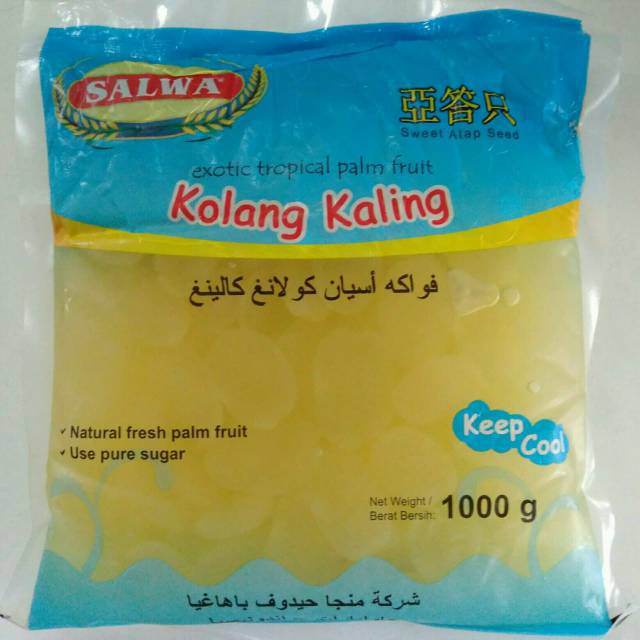 SALWA
亞答只
Sweet Atap Seed
exotic tropical palm fruit
Kolang Kaling
فواكه أسيان كولانغ كالينغ
✓ Natural fresh palm fruit
✓ Use pure sugar
Keep
Cool
Net Weight /
Berat Bersih: 1000 g
شركة منجا حيدوف باهاغيا